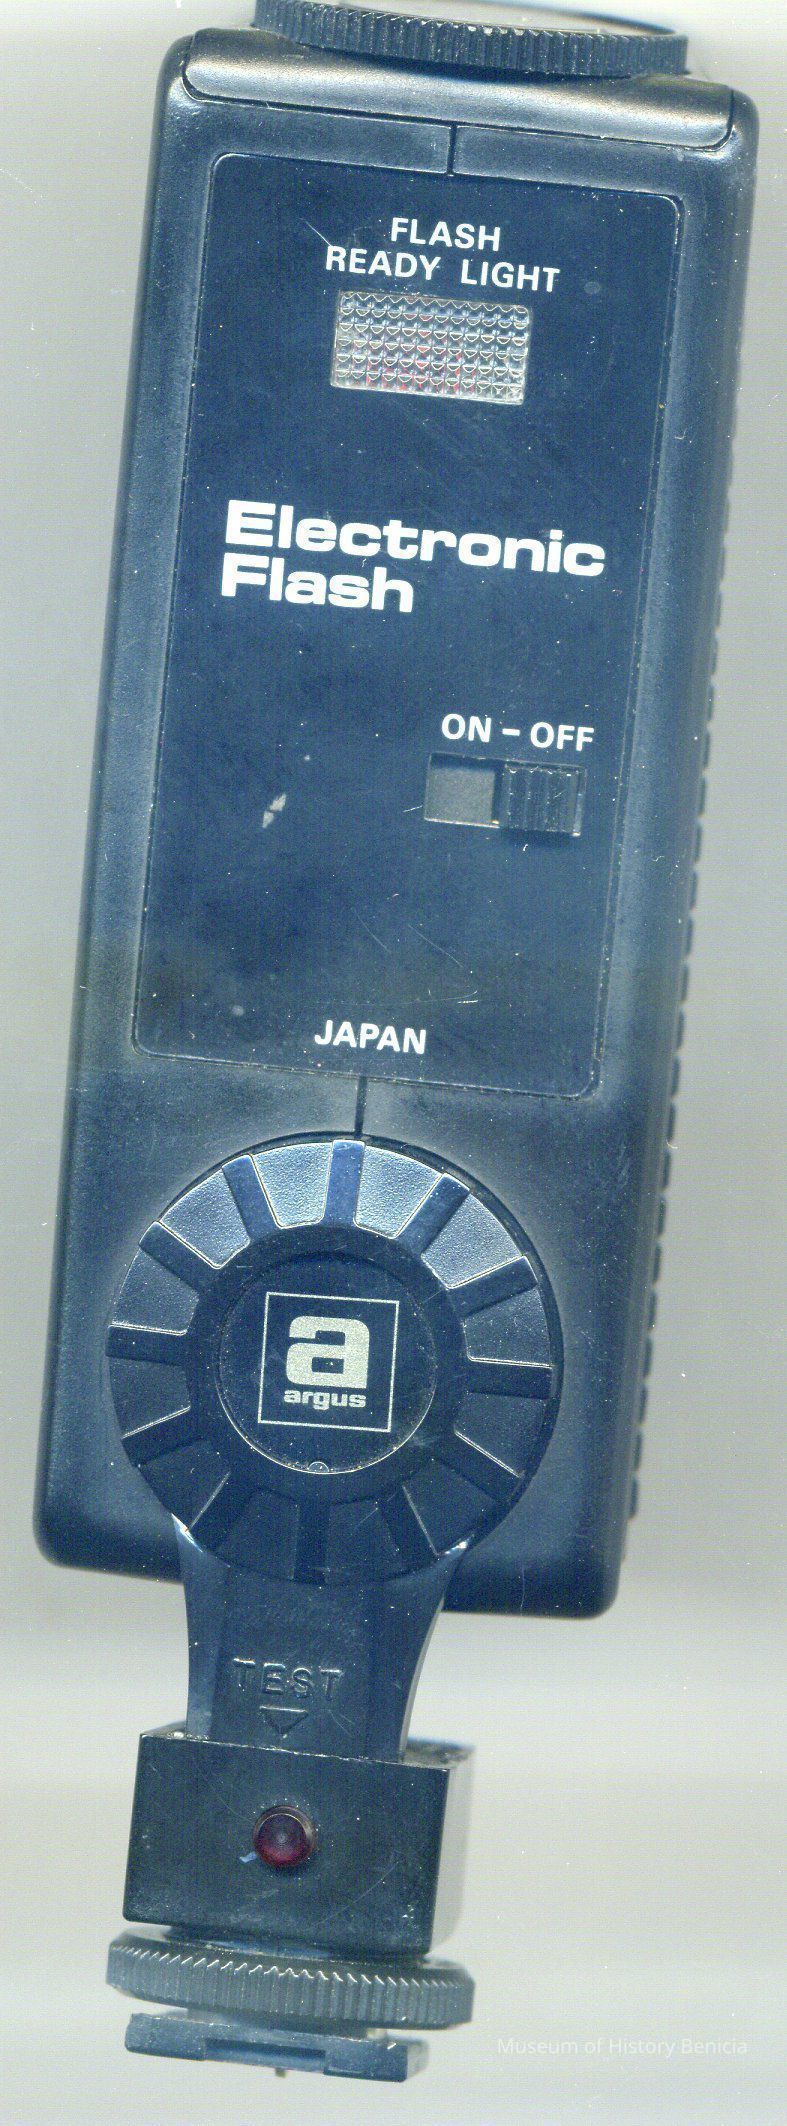 FLASH
READY LIGHT
Electronic
Flash
ON - OFF
JAPAN
a
argus
TEST
Museum of History Benicia